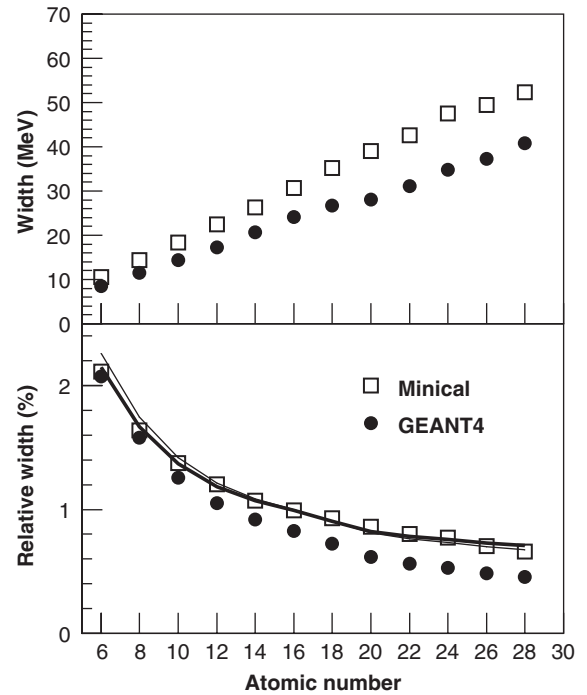 70
60
50
40
30
20
10
0
Width (MeV)
2
1
0
Relative width (%)
Minical
GEANT4
6 8 10 12 14 16 18 20 22 24 26 28 30
Atomic number